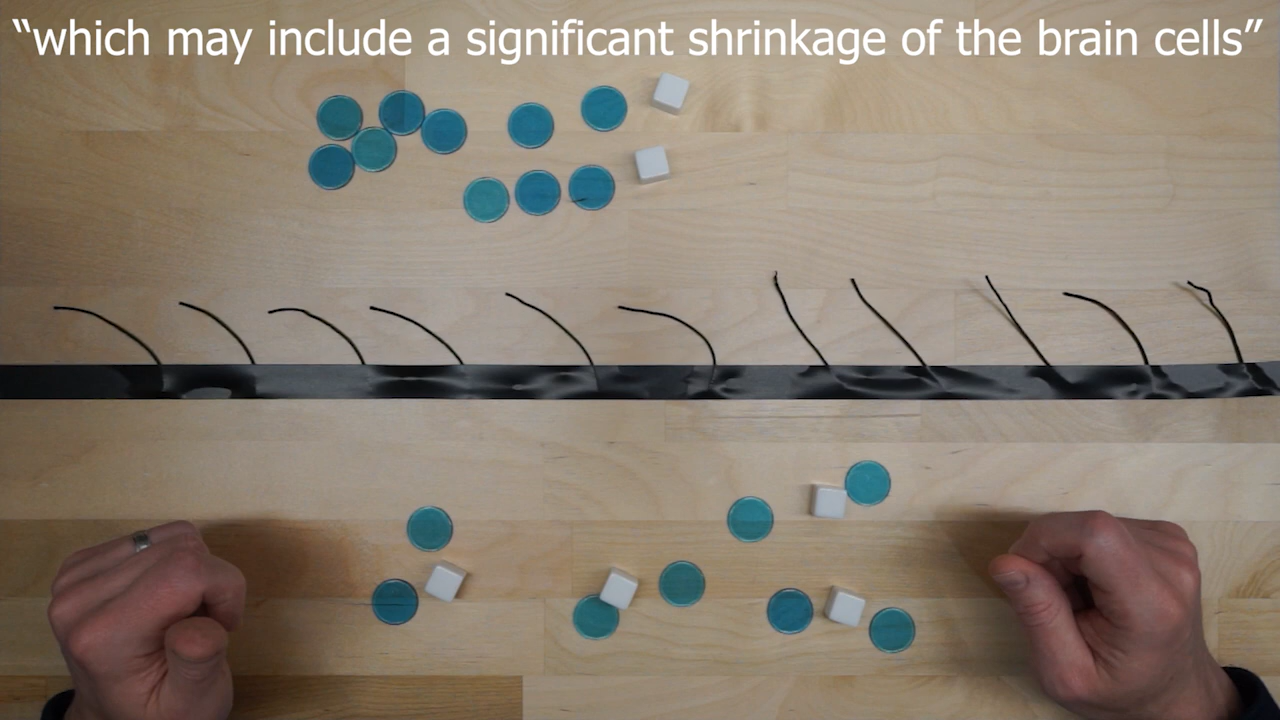 “which may include a significant shrinkage of the brain cells”